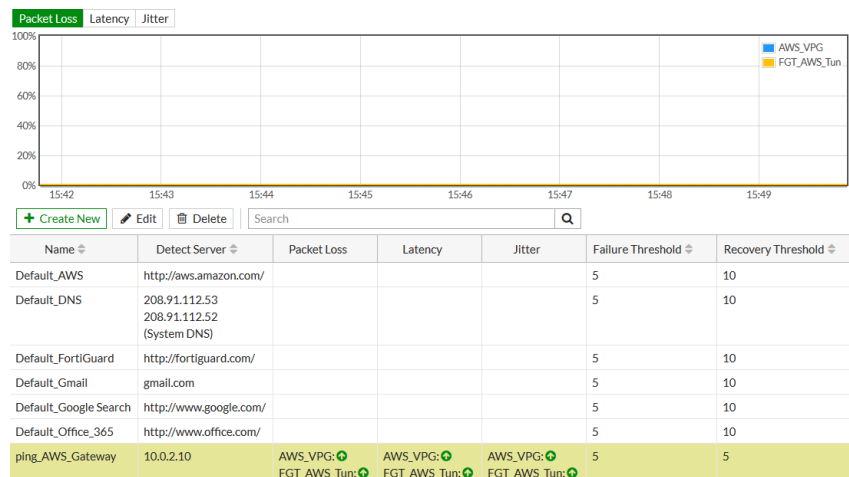 Packet Loss Latency Jitter
100%
80%
60%
40%
20%
0%
AWS_VPG
FGT_AWS_Tun
15:42 15:43 15:44 15:45 15:46 15:47 15:48 15:49
+ Create New Edit Delete Search
Name Detect Server Packet Loss Latency Jitter Failure Threshold Recovery Threshold
Default_AWS http://aws.amazon.com/ 5 10
Default_DNS 208.91.112.53 5 10
208.91.112.52
(System DNS)
Default_FortiGuard http://fortiguard.com/ 5 10
Default_Gmail gmail.com 5 10
Default_Google Search http://www.google.com/ 5 10
Default_Office_365 http://www.office.com/ 5 10
ping_AWS_Gateway 10.0.2.10 AWS_VPG: AWS_VPG: AWS_VPG: 5 5
FGT_AWS_Tun: FGT_AWS_Tun: FGT_AWS_Tun: